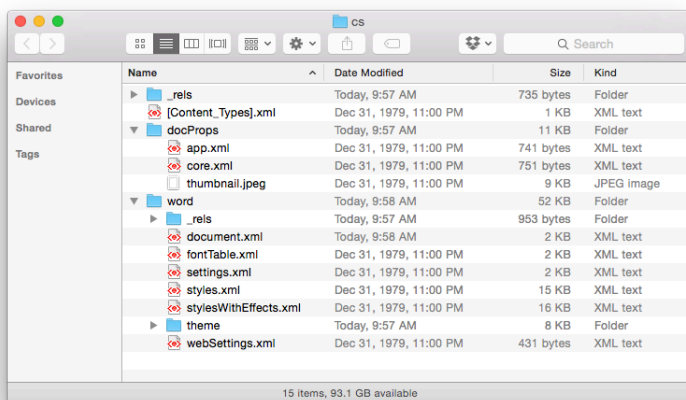 cs
Search
Favorites
Devices
Shared
Tags
Name Date Modified Size Kind
_rels Today, 9:57 AM 735 bytes Folder
[Content_Types].xml Dec 31, 1979, 11:00 PM 1 KB XML text
docProps Today, 9:57 AM 11 KB Folder
app.xml Dec 31, 1979, 11:00 PM 741 bytes XML text
core.xml Dec 31, 1979, 11:00 PM 751 bytes XML text
thumbnail.jpeg Dec 31, 1979, 11:00 PM 9 KB JPEG image
word Today, 9:58 AM 52 KB Folder
_rels Today, 9:57 AM 953 bytes Folder
document.xml Today, 9:58 AM 2 KB XML text
fontTable.xml Dec 31, 1979, 11:00 PM 2 KB XML text
settings.xml Dec 31, 1979, 11:00 PM 2 KB XML text
styles.xml Dec 31, 1979, 11:00 PM 15 KB XML text
stylesWithEffects.xml Dec 31, 1979, 11:00 PM 16 KB XML text
theme Today, 9:57 AM 8 KB Folder
webSettings.xml Dec 31, 1979, 11:00 PM 431 bytes XML text
15 items, 93.1 GB available